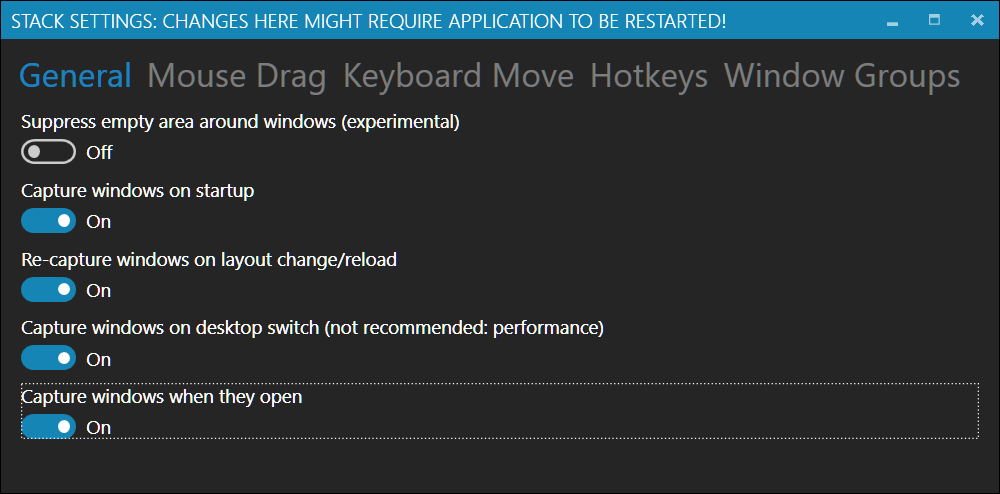 STACK SETTINGS: CHANGES HERE MIGHT REQUIRE APPLICATION TO BE RESTARTED!
General Mouse Drag Keyboard Move Hotkeys Window Groups
Suppress empty area around windows (experimental)
Off
Capture windows on startup
On
Re-capture windows on layout change/reload
On
Capture windows on desktop switch (not recommended: performance)
On
Capture windows when they open
On